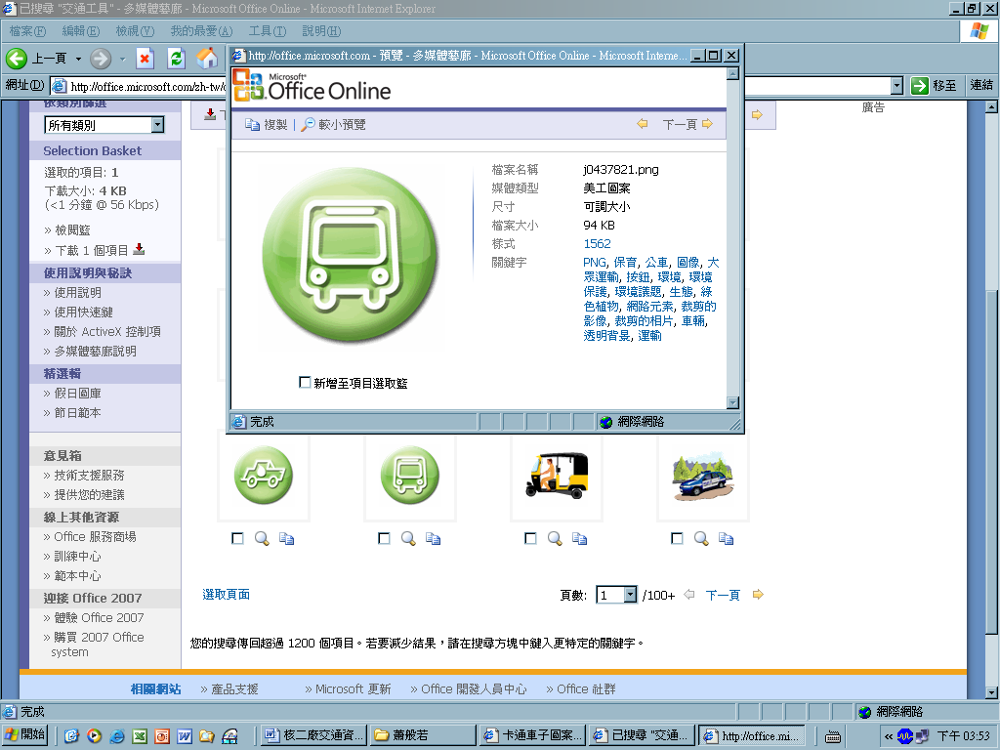 已搜尋 "交通工具" - 多媒體藝廊 - Microsoft Office Online - Microsoft Internet Explorer
檔案(F) 編輯(E) 檢視(V) 我的最愛(A) 工具(T) 說明(H)
上一頁
網址(D) http://office.microsoft.com/zh-tw/c 移至 連結
http://office.microsoft.com - 預覽 - 多媒體藝廊 - Microsoft Office Online - Microsoft Interne...
Microsoft®
Office Online
複製 | 較小預覽 下一頁
檔案名稱 j0437821.png
媒體類型 美工圖案
尺寸 可調大小
檔案大小 94 KB
樣式 1562
關鍵字 PNG, 保育, 公車, 圖像, 大
眾運輸, 按鈕, 環境, 環境
保護, 環境議題, 生態, 綠
色植物, 網路元素, 裁剪的
影像, 裁剪的相片, 車輛,
透明背景, 運輸
新增至項目選取籃
完成 網際網路
依類別篩選
所有類別
Selection Basket
選取的項目: 1
下載大小: 4 KB
(<1 分鐘 @ 56 Kbps)
» 檢閱籃
» 下載 1 個項目
使用說明與秘訣
» 使用說明
» 使用快速鍵
» 關於 ActiveX 控制項
» 多媒體藝廊說明
精選輯
» 假日圖庫
» 節日範本
意見箱
» 技術支援服務
» 提供您的建議
線上其他資源
» Office 服務商場
» 訓練中心
» 範本中心
迎接 Office 2007
» 體驗 Office 2007
» 購買 2007 Office
system
廣告
選取頁面 頁數: 1 /100+ 下一頁
您的搜尋傳回超過 1200 個項目。若要減少結果，請在搜尋方塊中鍵入更特定的關鍵字。
相關網站 » 產品支援 » Microsoft 更新 » Office 開發人員中心 » Office 社群
完成 網際網路
開始 核二廠交通資... 蕭般若 卡通車子圖案... 已搜尋 "交通... http://office.mi... « 下午 03:53